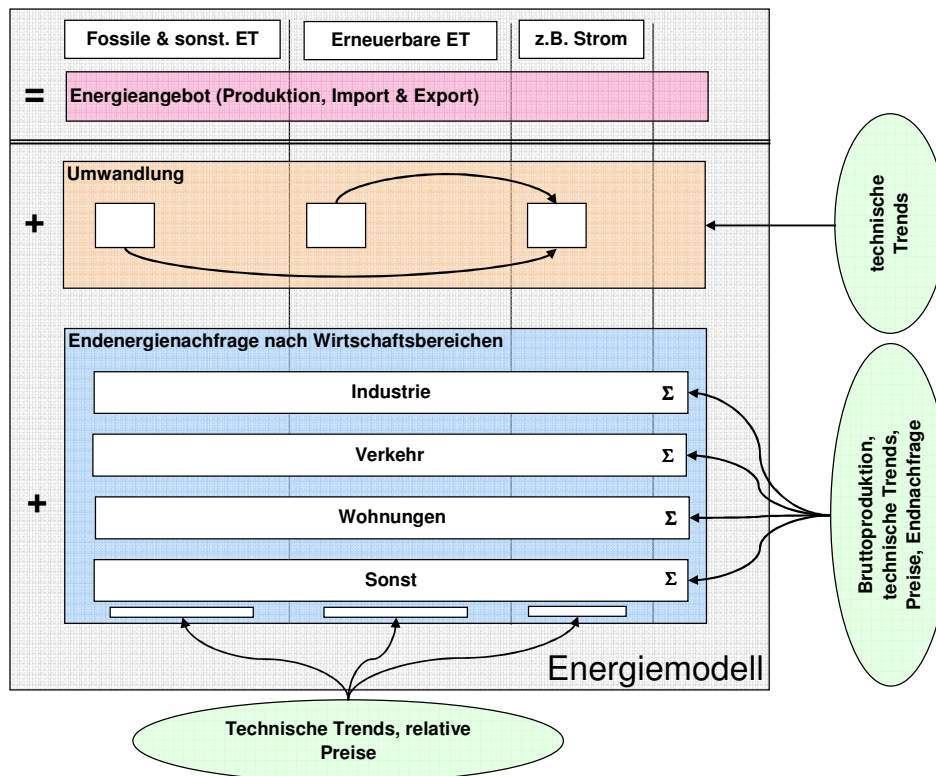 Fossile & sonst. ET
Erneuerbare ET
z.B. Strom
=
Energieangebot (Produktion, Import & Export)
Umwandlung
+
technische
Trends
Endenergienachfrage nach Wirtschaftsbereichen
Industrie Σ
Verkehr Σ
+
Wohnungen Σ
Sonst Σ
Bruttoproduktion,
technische Trends,
Preise, Endnachfrage
Energiemodell
Technische Trends, relative
Preise